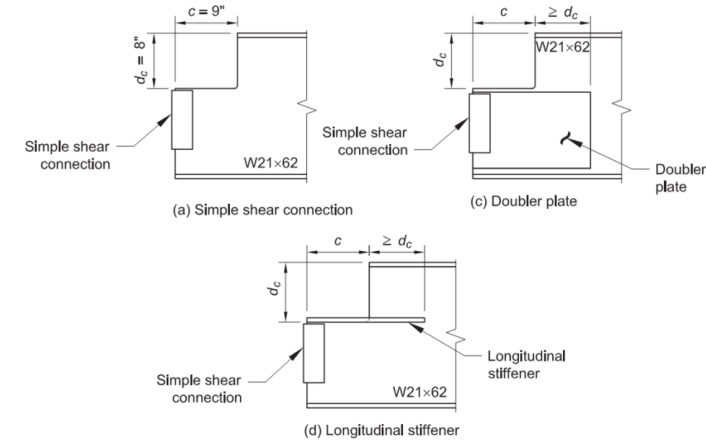 c = 9"
d_c = 8"
Simple shear
connection
W21×62
(a) Simple shear connection
c
≥ d_c
d_c
W21×62
Simple shear
connection
Doubler
plate
(c) Doubler plate
c
≥ d_c
d_c
Simple shear
connection
Longitudinal
stiffener
W21×62
(d) Longitudinal stiffener